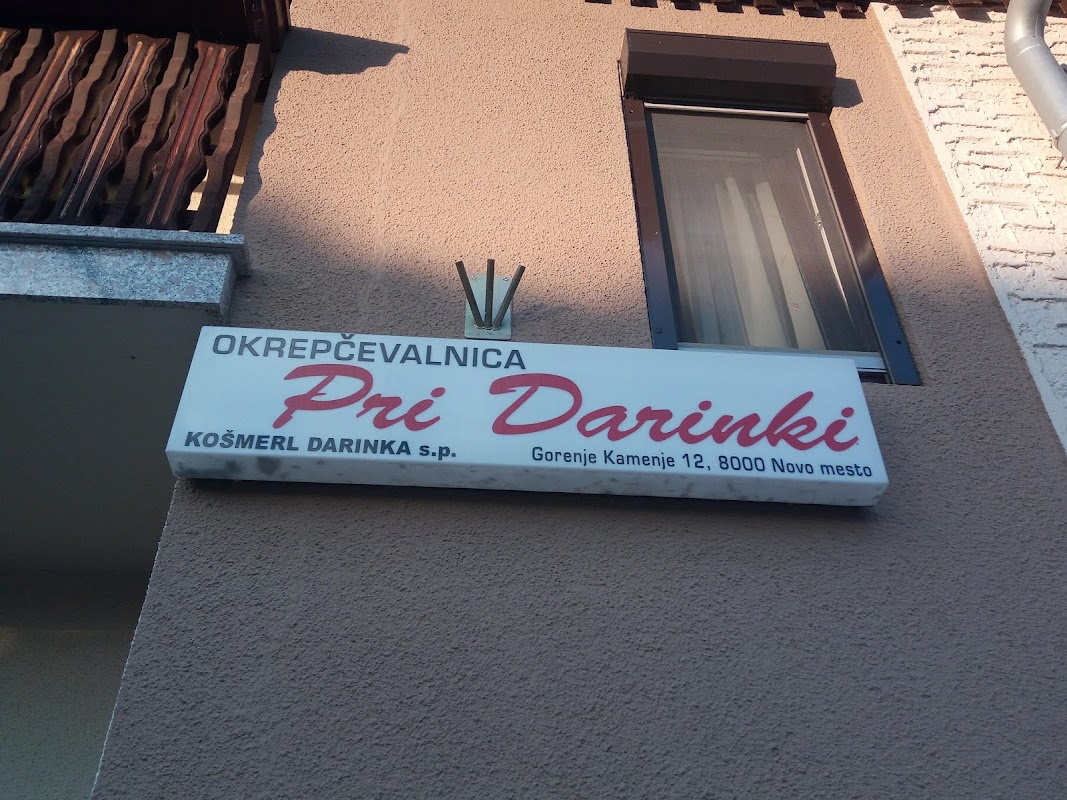 OKREPČEVALNICA
Pri Darinki
KOŠMERL DARINKA s.p.
Gorenje Kamenje 12, 8000 Novo mesto